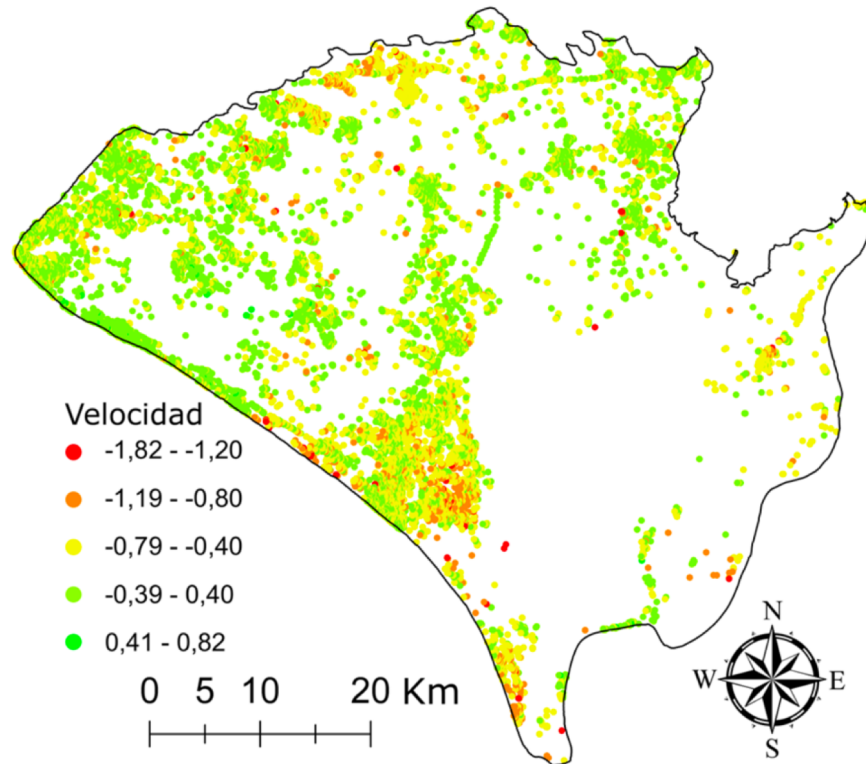 Velocidad
-1,82 - -1,20
-1,19 - -0,80
-0,79 - -0,40
-0,39 - 0,40
0,41 - 0,82
0 5 10 20 Km
N
W E
S